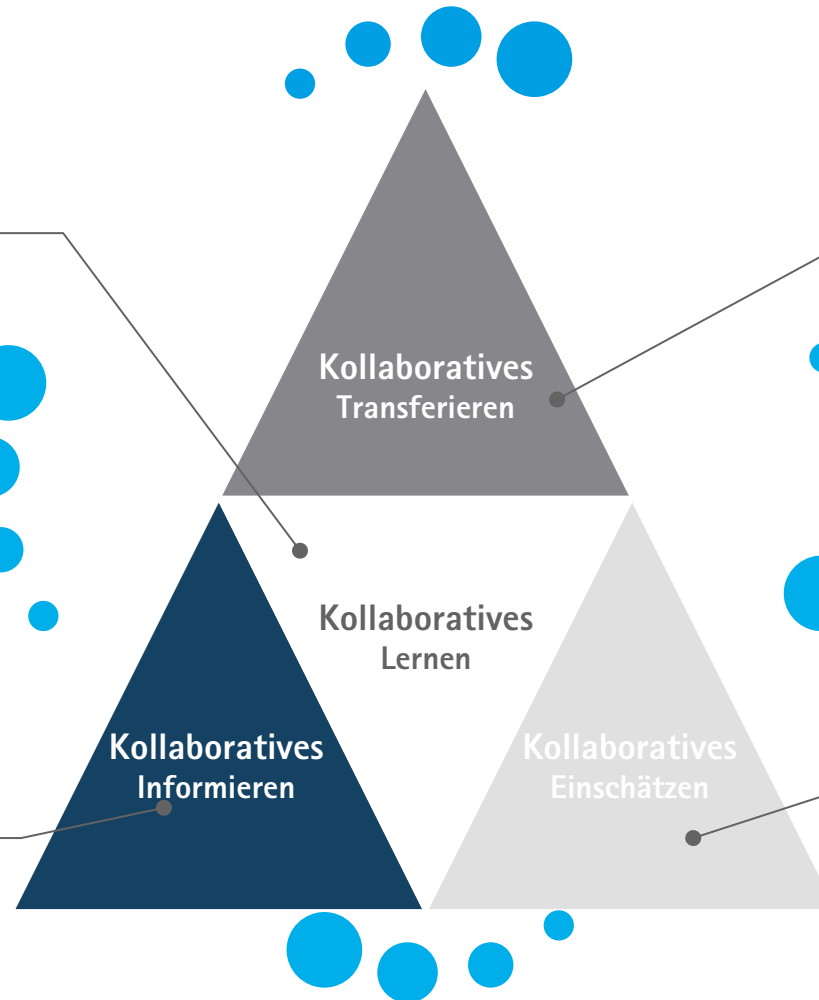 Kollaboratives
Transferieren
Kollaboratives
Lernen
Kollaboratives
Informieren
Kollaboratives
Einschätzen